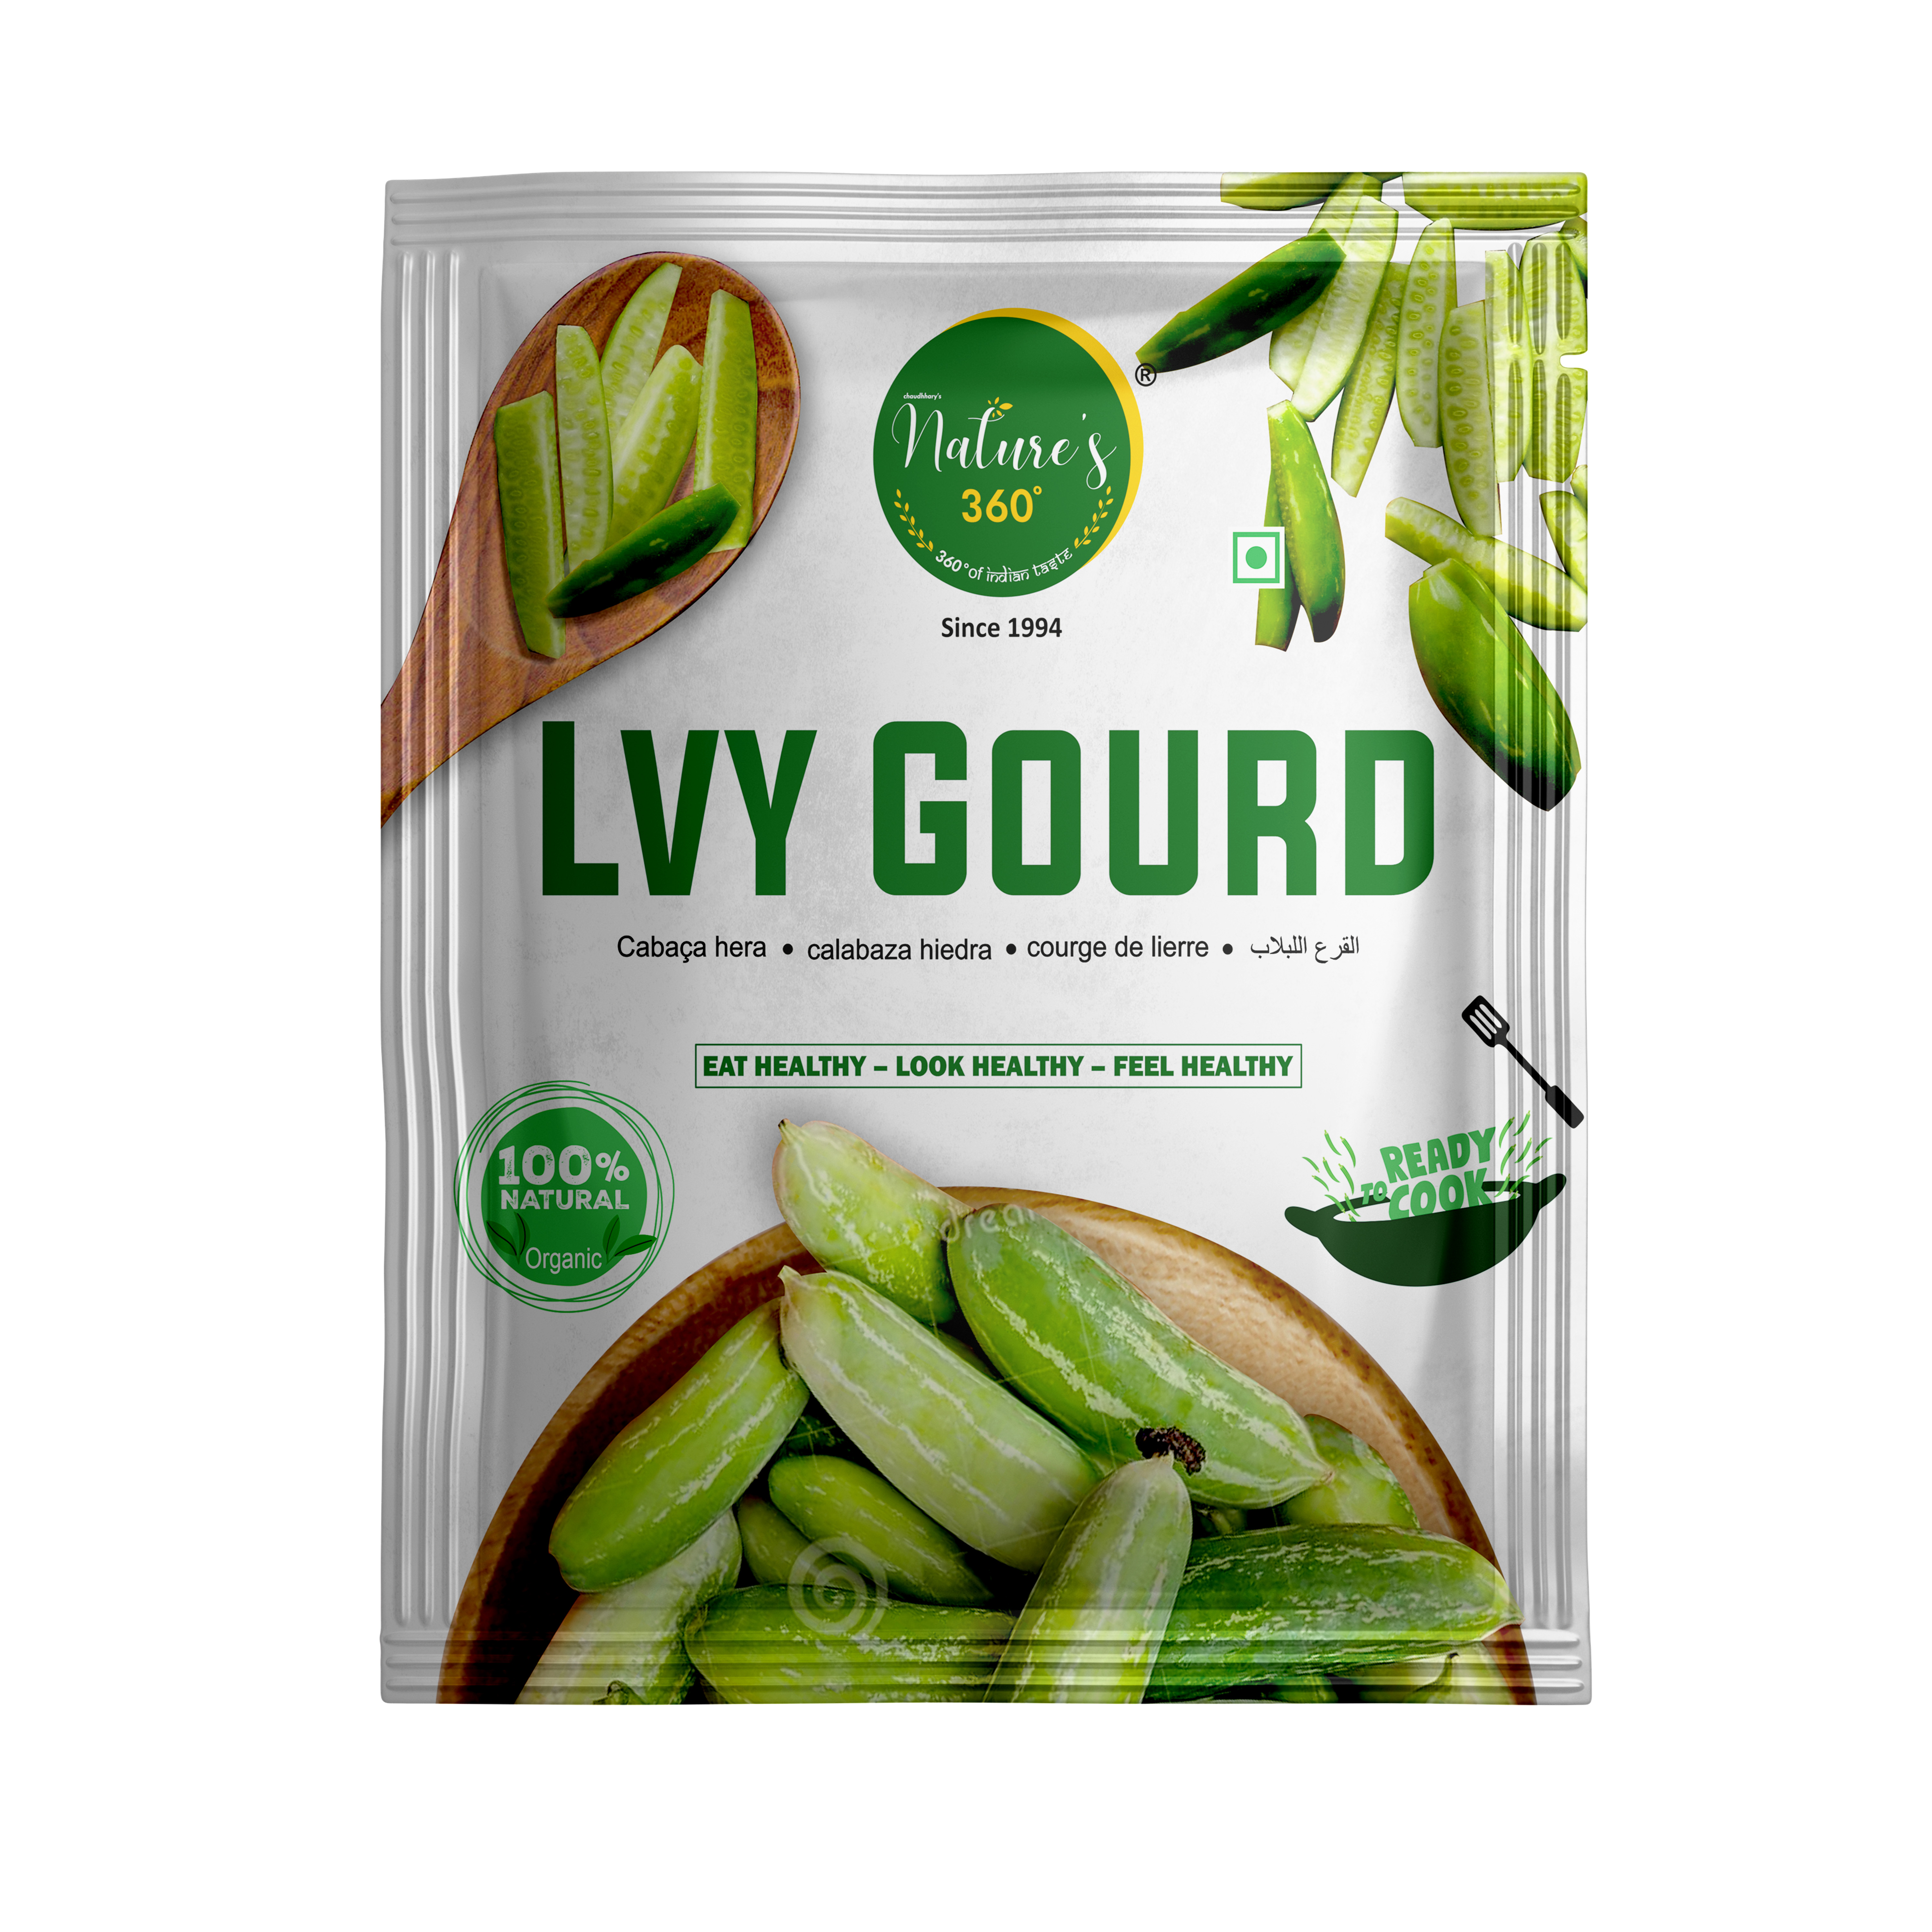 chaudhhary's
Nature's
360°
360° of indian taste
®
Since 1994
LVY GOURD
Cabaça hera • calabaza hiedra • courge de lierre • القرع اللبلاب
EAT HEALTHY – LOOK HEALTHY – FEEL HEALTHY
100%
NATURAL
Organic
READY
TO COOK